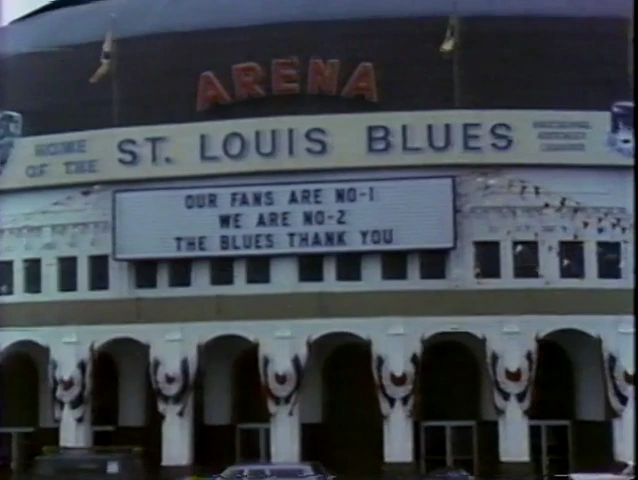 ARENA
HOME
OF THE
ST. LOUIS BLUES
OUR FANS ARE NO-1
WE ARE NO-2
THE BLUES THANK YOU